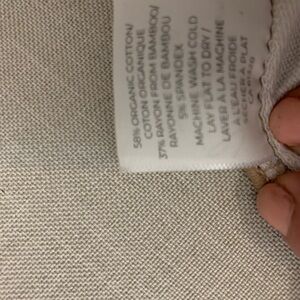 58% ORGANIC COTTON/
COTON ORGANIQUE
37% RAYON FROM BAMBOO/
RAYONNE DE BAMBOU
5% SPANDEX
MACHINE WASH COLD
LAY FLAT TO DRY/
LAVER À LA MACHINE
À L'EAU FROIDE
SÉCHER À PLAT